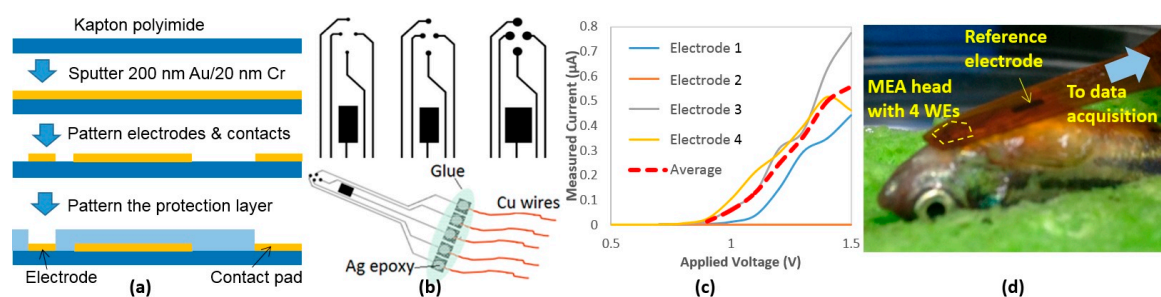 Kapton polyimide
Sputter 200 nm Au/20 nm Cr
Pattern electrodes & contacts
Pattern the protection layer
Electrode
Contact pad
(a)
Glue
Cu wires
Ag epoxy
(b)
Measured Current (μA)
0.8
0.7
0.6
0.5
0.4
0.3
0.2
0.1
0
Electrode 1
Electrode 2
Electrode 3
Electrode 4
Average
0.5
1
1.5
Applied Voltage (V)
(c)
Reference
electrode
MEA head
with 4 WEs
To data
acquisition
(d)